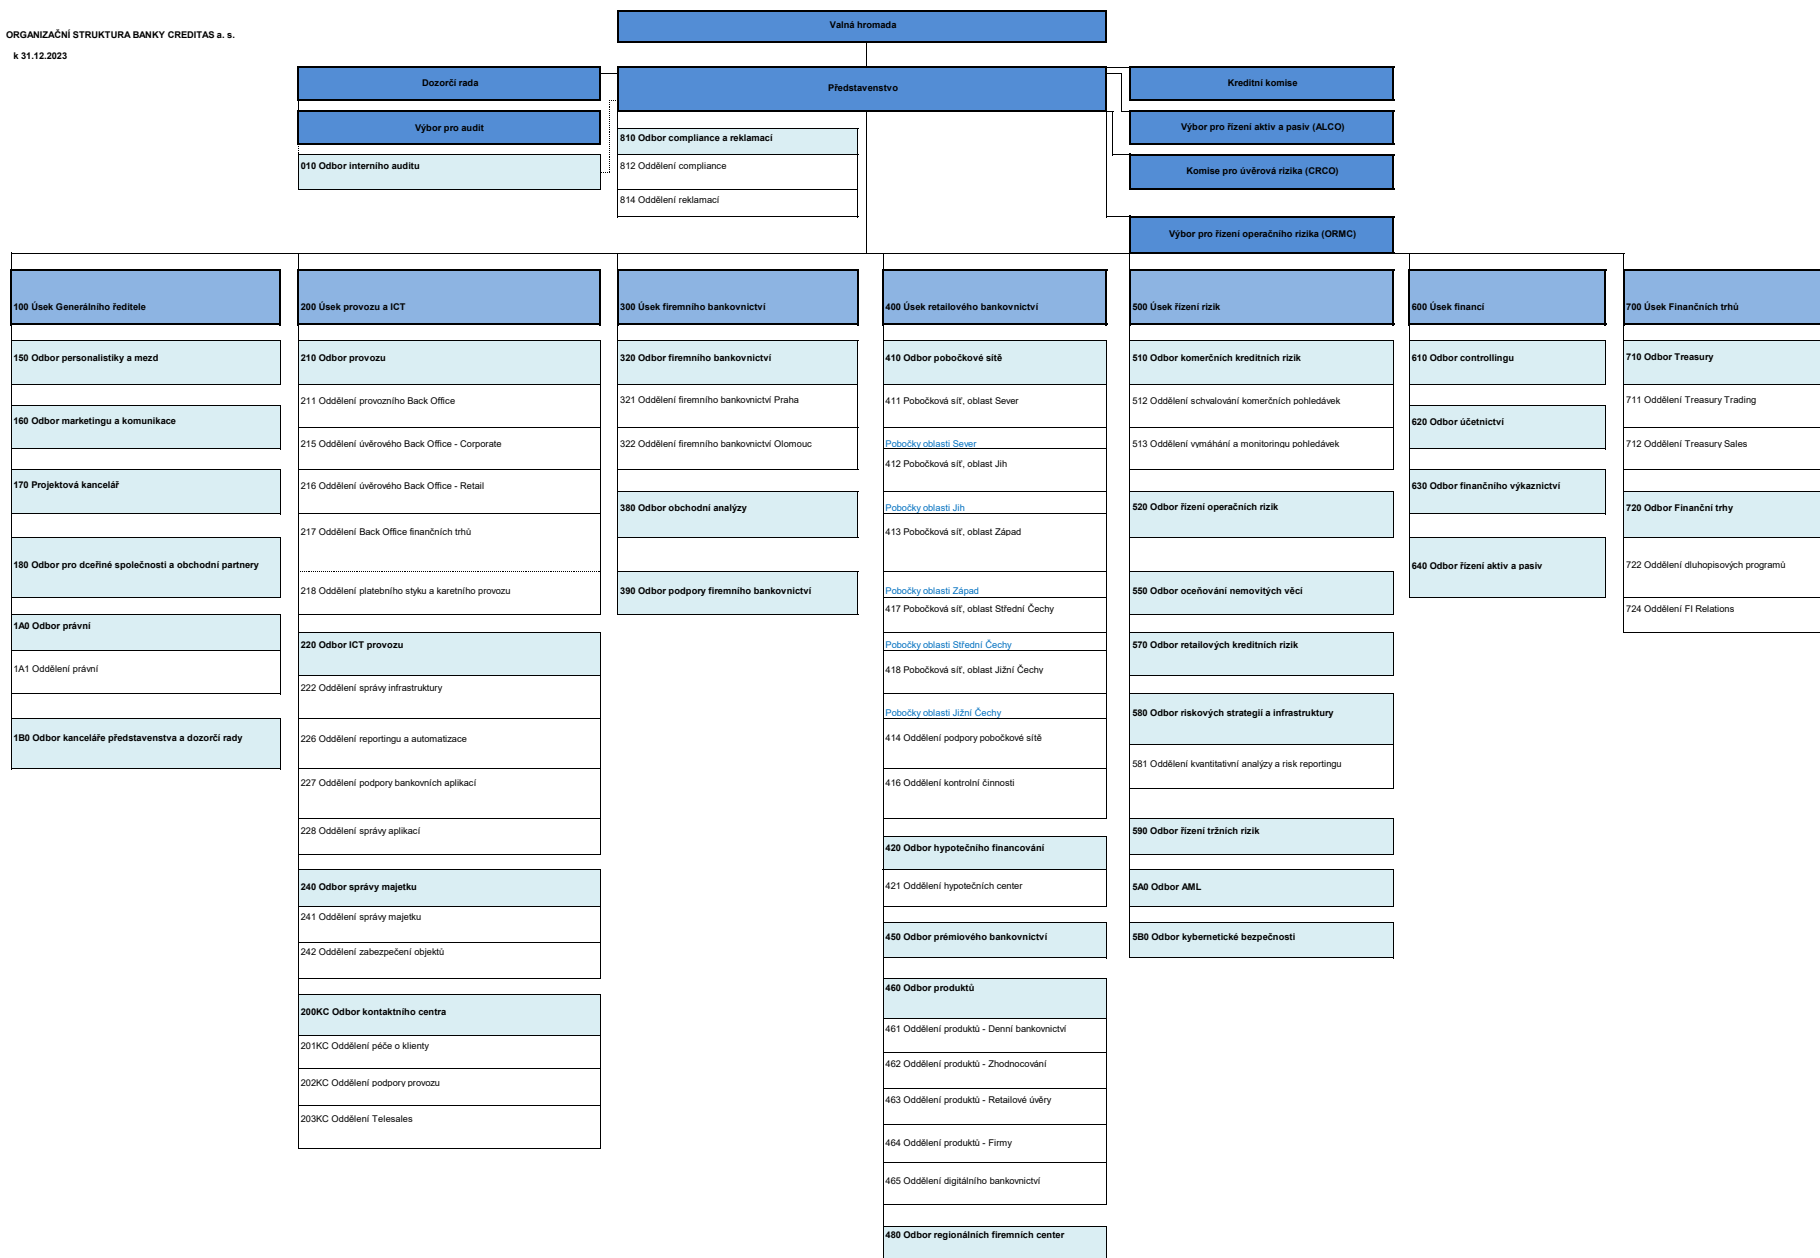 ORGANIZAČNÍ STRUKTURA BANKY CREDITAS a. s.
k 31.12.2023
Valná hromada
Dozorčí rada
Představenstvo
Kreditní komise
Výbor pro audit
Výbor pro řízení aktiv a pasiv (ALCO)
810 Odbor compliance a reklamací
010 Odbor interního auditu
812 Oddělení compliance
Komise pro úvěrová rizika (CRCO)
814 Oddělení reklamací
Výbor pro řízení operačního rizika (ORMC)
100 Úsek Generálního ředitele
150 Odbor personalistiky a mezd
160 Odbor marketingu a komunikace
170 Projektová kancelář
180 Odbor pro dceřiné společnosti a obchodní partnery
1A0 Odbor právní
1A1 Oddělení právní
1B0 Odbor kanceláře představenstva a dozorčí rady
200 Úsek provozu a ICT
210 Odbor provozu
211 Oddělení provozního Back Office
215 Oddělení úvěrového Back Office - Corporate
216 Oddělení úvěrového Back Office - Retail
217 Oddělení Back Office finančních trhů
218 Oddělení platebního styku a karetního provozu
220 Odbor ICT provozu
222 Oddělení správy infrastruktury
226 Oddělení reportingu a automatizace
227 Oddělení podpory bankovních aplikací
228 Oddělení správy aplikací
240 Odbor správy majetku
241 Oddělení správy majetku
242 Oddělení zabezpečení objektů
200KC Odbor kontaktního centra
201KC Oddělení péče o klienty
202KC Oddělení podpory provozu
203KC Oddělení Telesales
300 Úsek firemního bankovnictví
320 Odbor firemního bankovnictví
321 Oddělení firemního bankovnictví Praha
322 Oddělení firemního bankovnictví Olomouc
380 Odbor obchodní analýzy
390 Odbor podpory firemního bankovnictví
400 Úsek retailového bankovnictví
410 Odbor pobočkové sítě
411 Pobočková síť, oblast Sever
Pobočky oblasti Sever
412 Pobočková síť, oblast Jih
Pobočky oblasti Jih
413 Pobočková síť, oblast Západ
Pobočky oblasti Západ
417 Pobočková síť, oblast Střední Čechy
Pobočky oblasti Střední Čechy
418 Pobočková síť, oblast Jižní Čechy
Pobočky oblasti Jižní Čechy
414 Oddělení podpory pobočkové sítě
416 Oddělení kontrolní činnosti
420 Odbor hypotečního financování
421 Oddělení hypotečních center
450 Odbor prémiového bankovnictví
460 Odbor produktů
461 Oddělení produktů - Denní bankovnictví
462 Oddělení produktů - Zhodnocování
463 Oddělení produktů - Retailové úvěry
464 Oddělení produktů - Firmy
465 Oddělení digitálního bankovnictví
480 Odbor regionálních firemních center
500 Úsek řízení rizik
510 Odbor komerčních kreditních rizik
512 Oddělení schvalování komerčních pohledávek
513 Oddělení vymáhání a monitoringu pohledávek
520 Odbor řízení operačních rizik
550 Odbor oceňování nemovitých věcí
570 Odbor retailových kreditních rizik
580 Odbor riskových strategií a infrastruktury
581 Oddělení kvantitativní analýzy a risk reportingu
590 Odbor řízení tržních rizik
5A0 Odbor AML
5B0 Odbor kybernetické bezpečnosti
600 Úsek financí
610 Odbor controllingu
620 Odbor účetnictví
630 Odbor finančního výkaznictví
640 Odbor řízení aktiv a pasiv
700 Úsek Finančních trhů
710 Odbor Treasury
711 Oddělení Treasury Trading
712 Oddělení Treasury Sales
720 Odbor Finanční trhy
722 Oddělení dluhopisových programů
724 Oddělení FI Relations